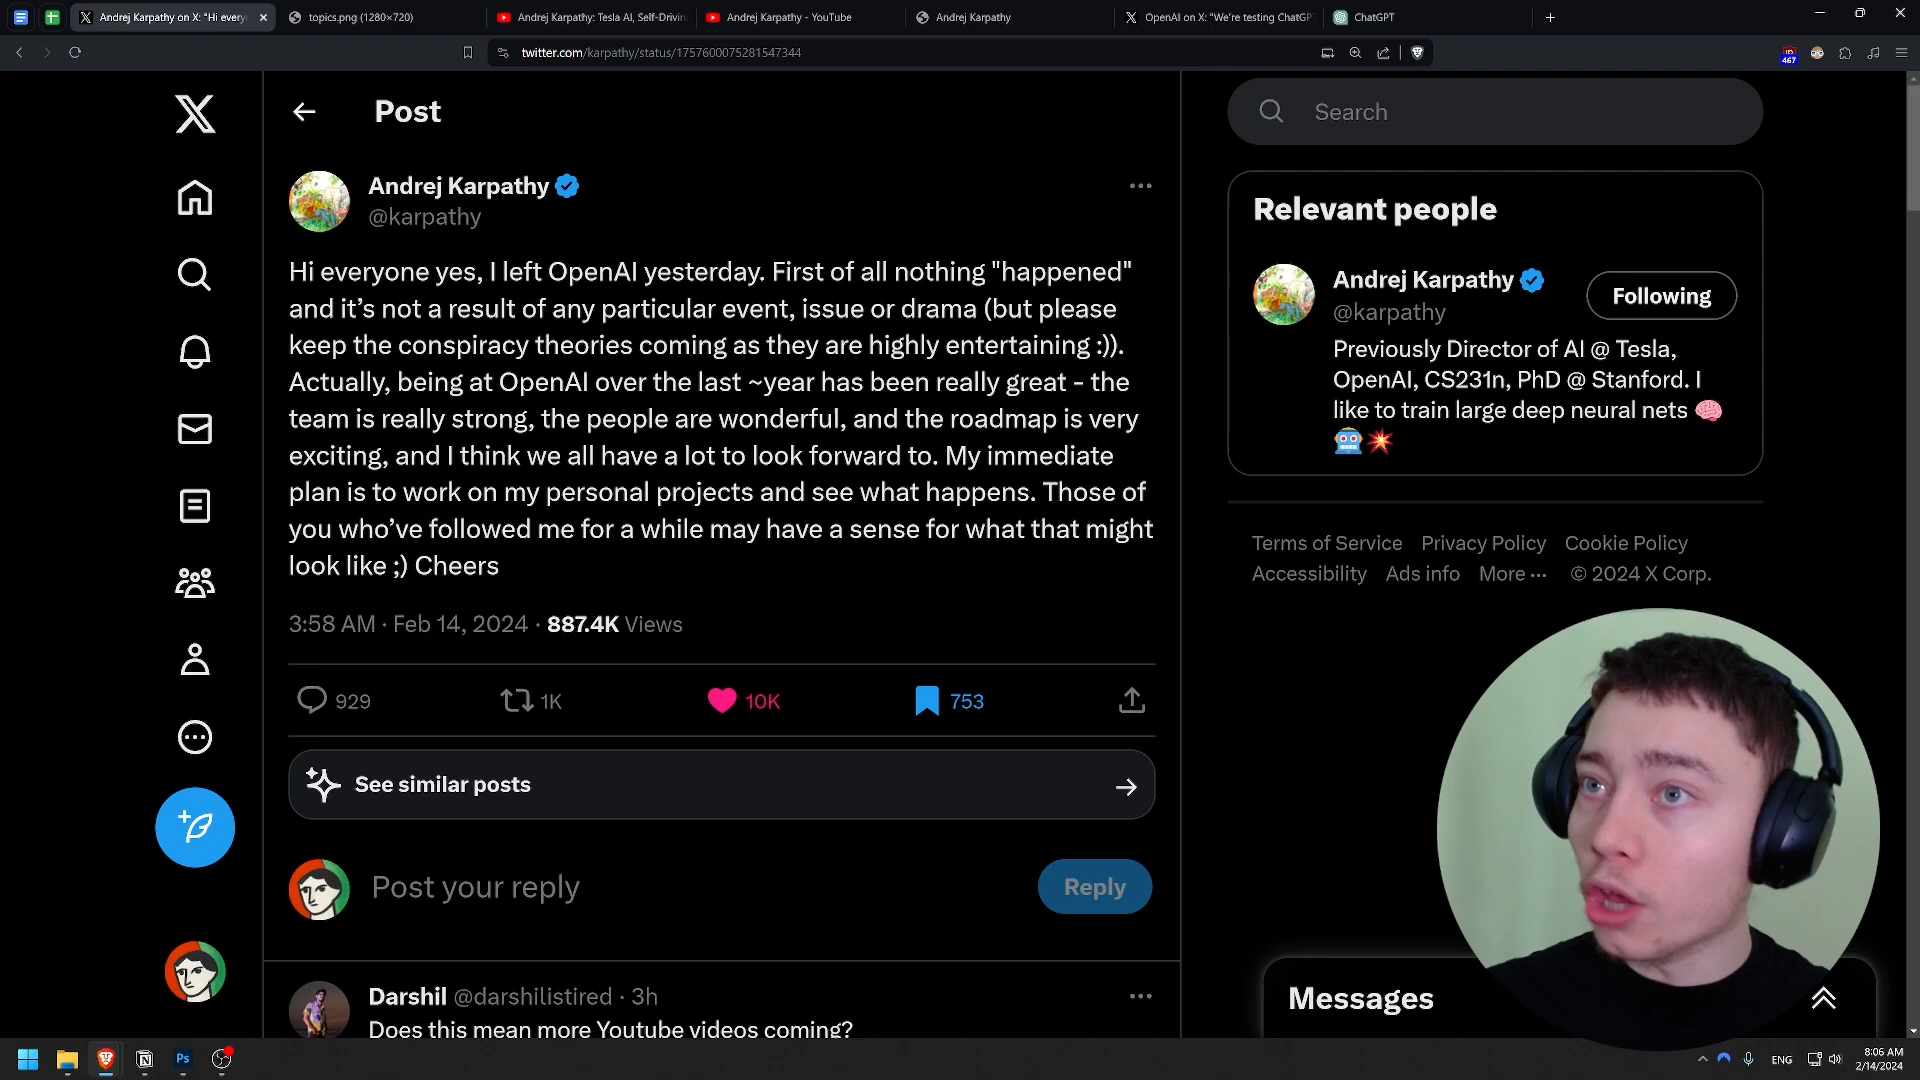 Andrej Karpathy on X: "Hi every
topics.png (1280×720)
Andrej Karpathy: Tesla AI, Self-Drivin
Andrej Karpathy - YouTube
Andrej Karpathy
OpenAI on X: "We're testing ChatGP
ChatGPT
twitter.com/karpathy/status/1757600075281547344
467
Post
Andrej Karpathy
@karpathy
Hi everyone yes, I left OpenAI yesterday. First of all nothing "happened"
and it’s not a result of any particular event, issue or drama (but please
keep the conspiracy theories coming as they are highly entertaining :)).
Actually, being at OpenAI over the last ~year has been really great - the
team is really strong, the people are wonderful, and the roadmap is very
exciting, and I think we all have a lot to look forward to. My immediate
plan is to work on my personal projects and see what happens. Those of
you who’ve followed me for a while may have a sense for what that might
look like ;) Cheers
3:58 AM · Feb 14, 2024 · 887.4K Views
929
1K
10K
753
See similar posts
Post your reply
Reply
Darshil @darshilistired · 3h
Does this mean more Youtube videos coming?
Search
Relevant people
Andrej Karpathy
@karpathy
Following
Previously Director of AI @ Tesla,
OpenAI, CS231n, PhD @ Stanford. I
like to train large deep neural nets 🧠
🤖💥
Terms of Service Privacy Policy Cookie Policy
Accessibility Ads info More ··· © 2024 X Corp.
Messages
Ps
ENG
8:06 AM
2/14/2024